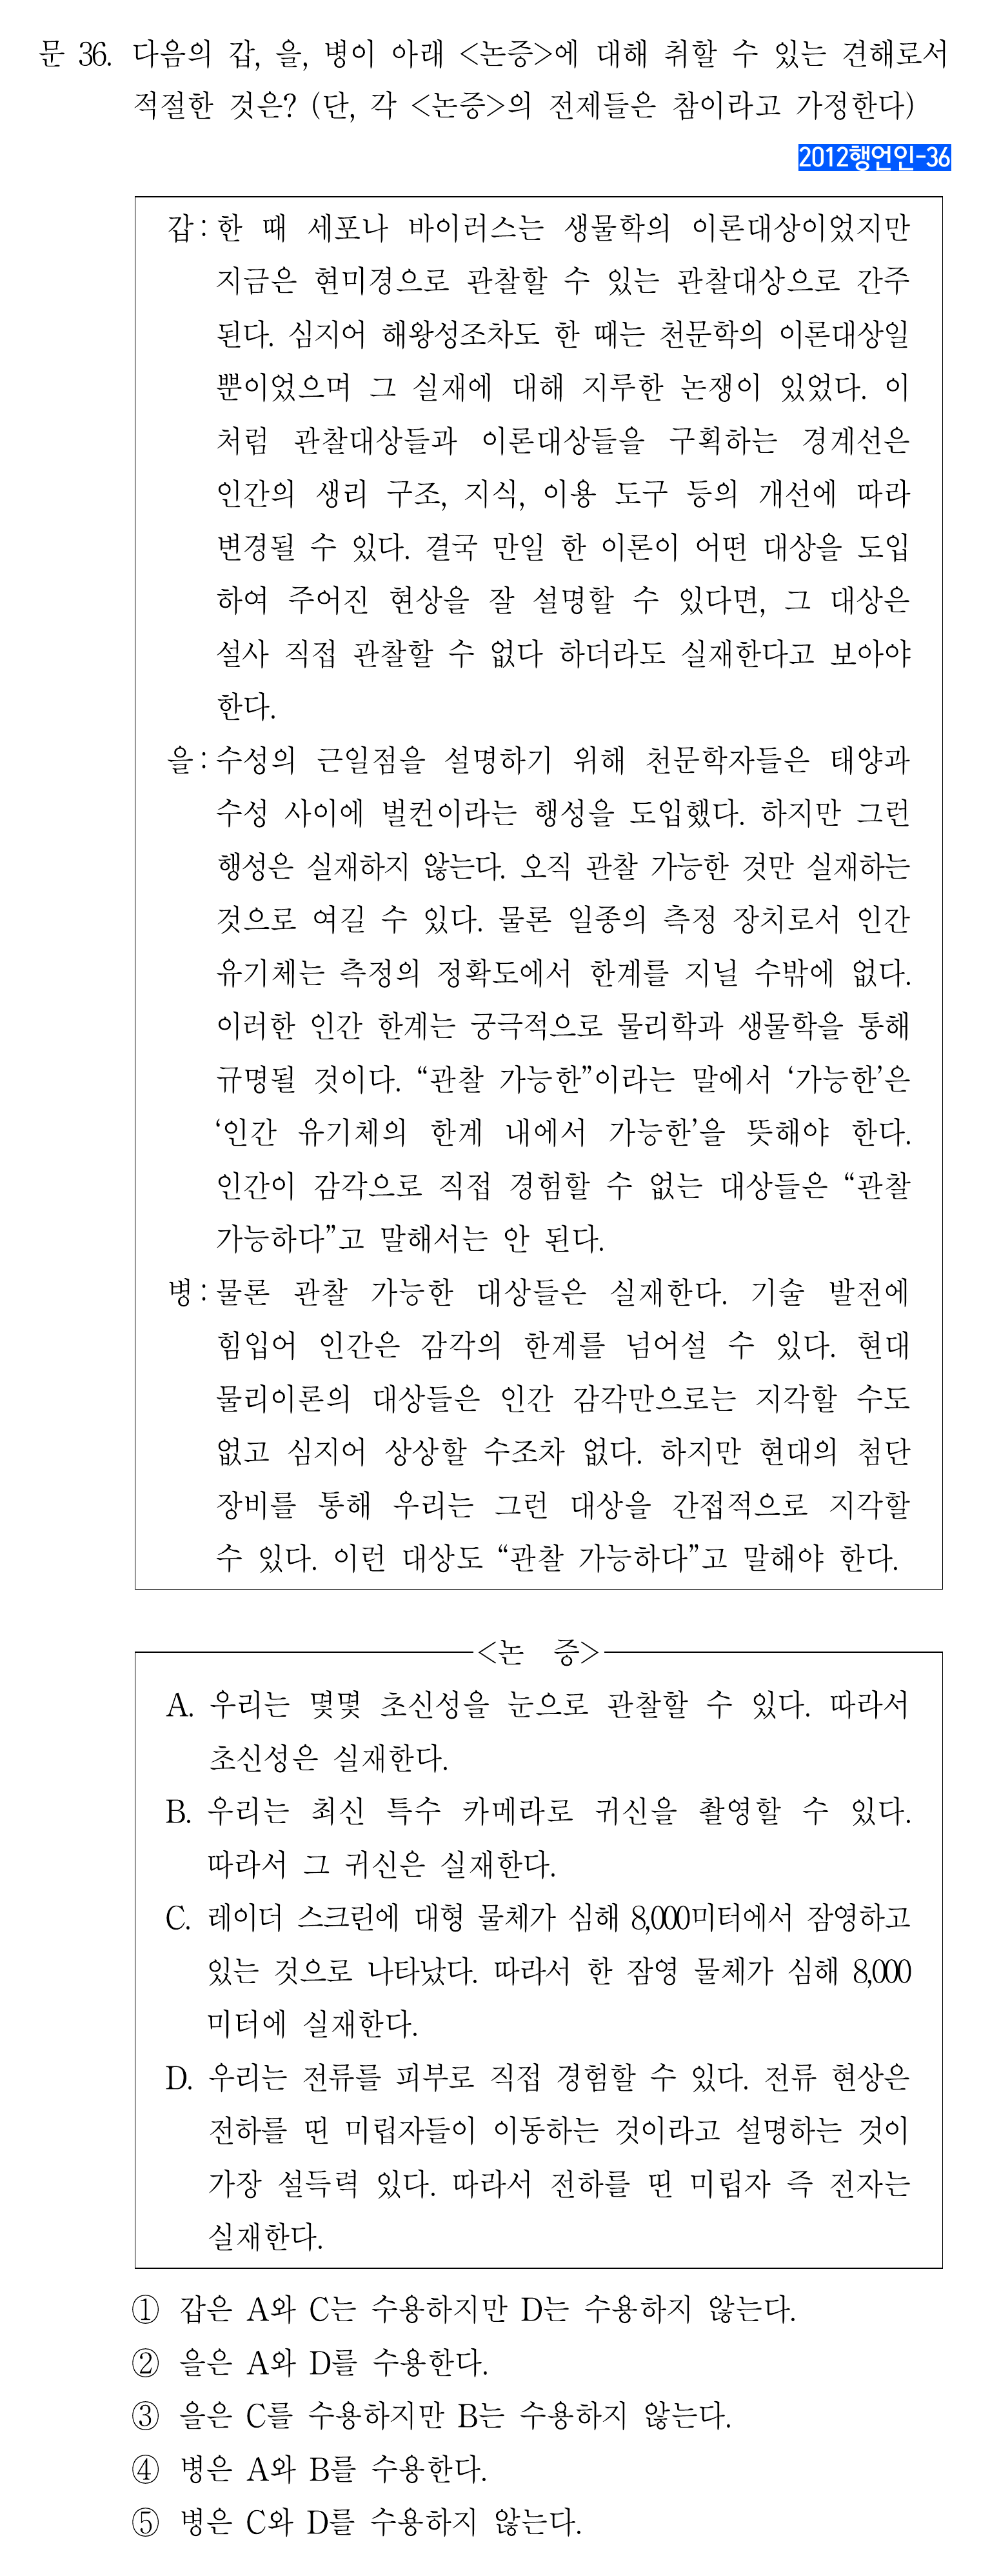 문 36. 다음의 갑, 을, 병이 아래 <논증>에 대해 취할 수 있는 견해로서
적절한 것은? (단, 각 <논증>의 전제들은 참이라고 가정한다)
2012행언인-36
갑 : 한 때 세포나 바이러스는 생물학의 이론대상이었지만
지금은 현미경으로 관찰할 수 있는 관찰대상으로 간주
된다. 심지어 해왕성조차도 한 때는 천문학의 이론대상일
뿐이었으며 그 실재에 대해 지루한 논쟁이 있었다. 이
처럼 관찰대상들과 이론대상들을 구획하는 경계선은
인간의 생리 구조, 지식, 이용 도구 등의 개선에 따라
변경될 수 있다. 결국 만일 한 이론이 어떤 대상을 도입
하여 주어진 현상을 잘 설명할 수 있다면, 그 대상은
설사 직접 관찰할 수 없다 하더라도 실재한다고 보아야
한다.
을 : 수성의 근일점을 설명하기 위해 천문학자들은 태양과
수성 사이에 벌컨이라는 행성을 도입했다. 하지만 그런
행성은 실재하지 않는다. 오직 관찰 가능한 것만 실재하는
것으로 여길 수 있다. 물론 일종의 측정 장치로서 인간
유기체는 측정의 정확도에서 한계를 지닐 수밖에 없다.
이러한 인간 한계는 궁극적으로 물리학과 생물학을 통해
규명될 것이다. “관찰 가능한”이라는 말에서 ‘가능한’은
‘인간 유기체의 한계 내에서 가능한’을 뜻해야 한다.
인간이 감각으로 직접 경험할 수 없는 대상들은 “관찰
가능하다”고 말해서는 안 된다.
병 : 물론 관찰 가능한 대상들은 실재한다. 기술 발전에
힘입어 인간은 감각의 한계를 넘어설 수 있다. 현대
물리이론의 대상들은 인간 감각만으로는 지각할 수도
없고 심지어 상상할 수조차 없다. 하지만 현대의 첨단
장비를 통해 우리는 그런 대상을 간접적으로 지각할
수 있다. 이런 대상도 “관찰 가능하다”고 말해야 한다.
<논 증>
A. 우리는 몇몇 초신성을 눈으로 관찰할 수 있다. 따라서
초신성은 실재한다.
B. 우리는 최신 특수 카메라로 귀신을 촬영할 수 있다.
따라서 그 귀신은 실재한다.
C. 레이더 스크린에 대형 물체가 심해 8,000미터에서 잠영하고
있는 것으로 나타났다. 따라서 한 잠영 물체가 심해 8,000
미터에 실재한다.
D. 우리는 전류를 피부로 직접 경험할 수 있다. 전류 현상은
전하를 띤 미립자들이 이동하는 것이라고 설명하는 것이
가장 설득력 있다. 따라서 전하를 띤 미립자 즉 전자는
실재한다.
① 갑은 A와 C는 수용하지만 D는 수용하지 않는다.
② 을은 A와 D를 수용한다.
③ 을은 C를 수용하지만 B는 수용하지 않는다.
④ 병은 A와 B를 수용한다.
⑤ 병은 C와 D를 수용하지 않는다.